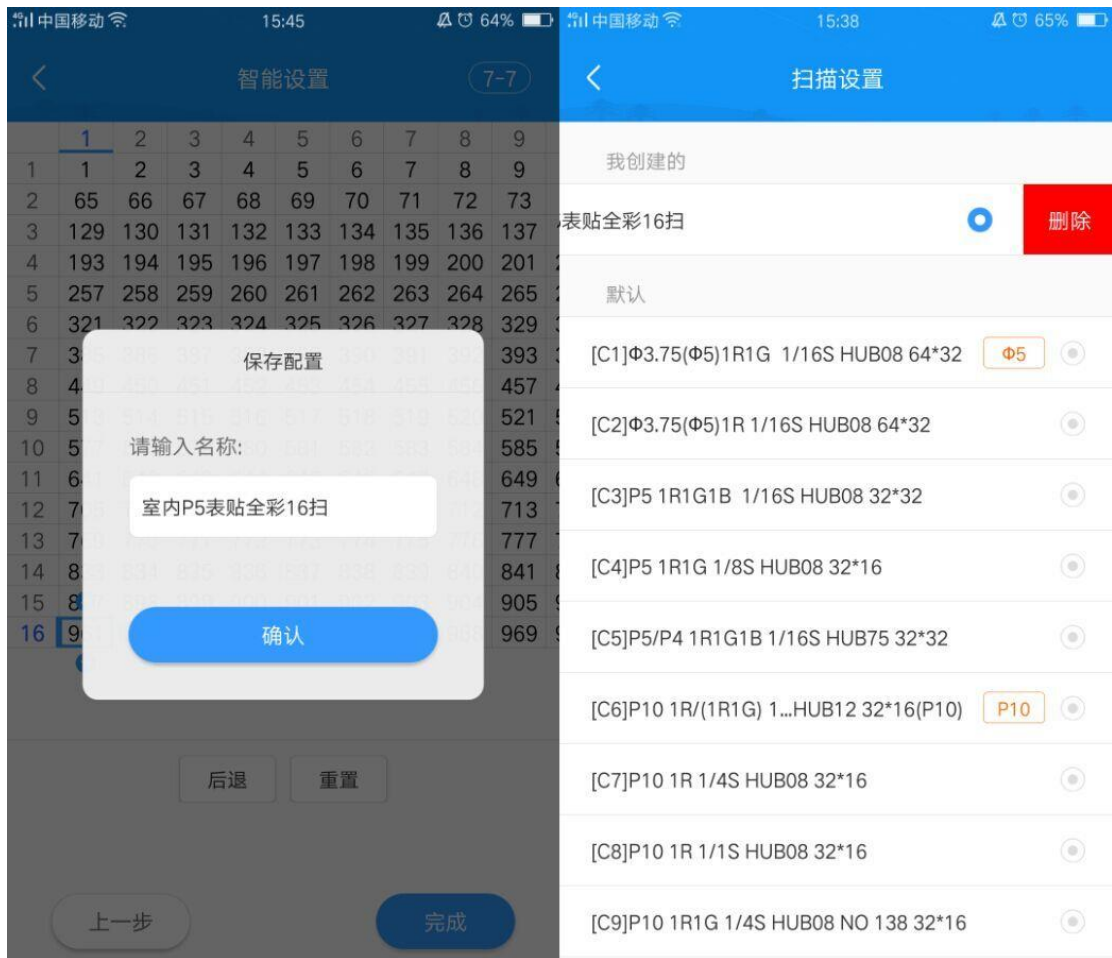 中国移动 15:45 64%
智能设置 7-7
1 2 3 4 5 6 7 8 9
1 1 2 3 4 5 6 7 8 9
2 65 66 67 68 69 70 71 72 73
3 129 130 131 132 133 134 135 136 137
4 193 194 195 196 197 198 199 200 201
5 257 258 259 260 261 262 263 264 265
6 321 322 323 324 325 326 327 328 329
7 393
8 457
9 521
10 585
11 649
12 713
13 777
14 841
15 905
16 969
保存配置
请输入名称:
室内P5表贴全彩16扫
确认
后退 重置
上一步 完成
中国移动 15:38 65%
扫描设置
我创建的
表贴全彩16扫 删除
默认
[C1]Φ3.75(Φ5)1R1G 1/16S HUB08 64*32 Φ5
[C2]Φ3.75(Φ5)1R 1/16S HUB08 64*32
[C3]P5 1R1G1B 1/16S HUB08 32*32
[C4]P5 1R1G 1/8S HUB08 32*16
[C5]P5/P4 1R1G1B 1/16S HUB75 32*32
[C6]P10 1R/(1R1G) 1...HUB12 32*16(P10) P10
[C7]P10 1R 1/4S HUB08 32*16
[C8]P10 1R 1/1S HUB08 32*16
[C9]P10 1R1G 1/4S HUB08 NO 138 32*16